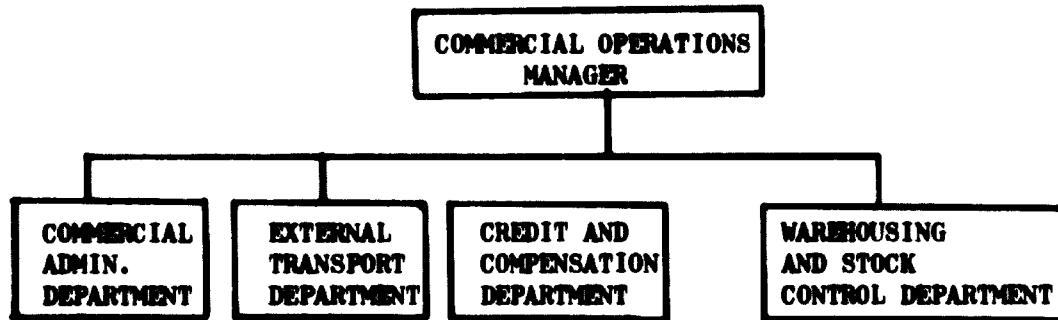 COMMERCIAL OPERATIONS
MANAGER
COMMERCIAL
ADMIN.
DEPARTMENT
EXTERNAL
TRANSPORT
DEPARTMENT
CREDIT AND
COMPENSATION
DEPARTMENT
WAREHOUSING
AND STOCK
CONTROL DEPARTMENT